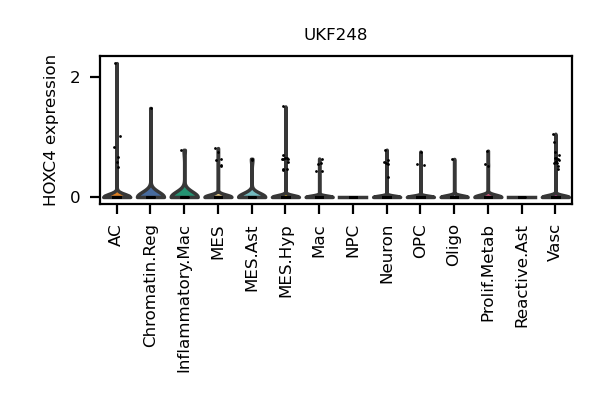 UKF248
HOXC4 expression
2
0
AC
Chromatin.Reg
Inflammatory.Mac
MES
MES.Ast
MES.Hyp
Mac
NPC
Neuron
OPC
Oligo
Prolif.Metab
Reactive.Ast
Vasc